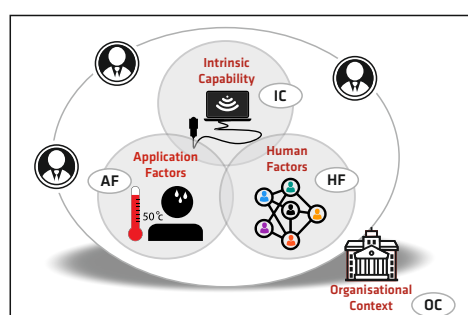 Intrinsic
Capability
IC
Application
Factors
AF
50°C
Human
Factors
HF
Organisational
Context
OC